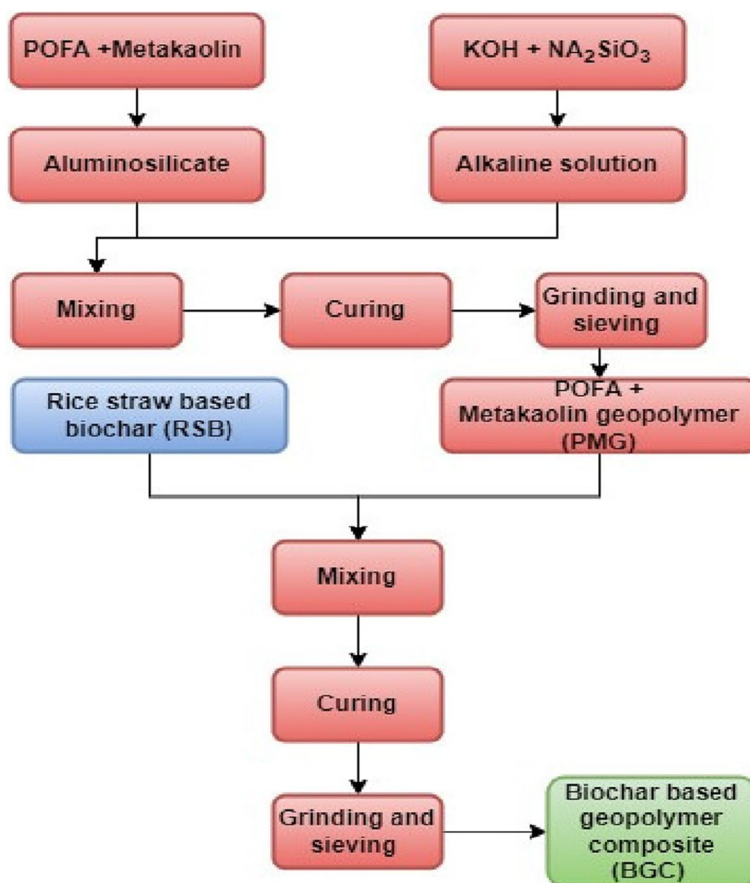 POFA +Metakaolin
KOH + NA₂SiO₃
Aluminosilicate
Alkaline solution
Mixing
Curing
Grinding and
sieving
Rice straw based
biochar (RSB)
POFA +
Metakaolin geopolymer
(PMG)
Mixing
Curing
Grinding and
sieving
Biochar based
geopolymer
composite
(BGC)